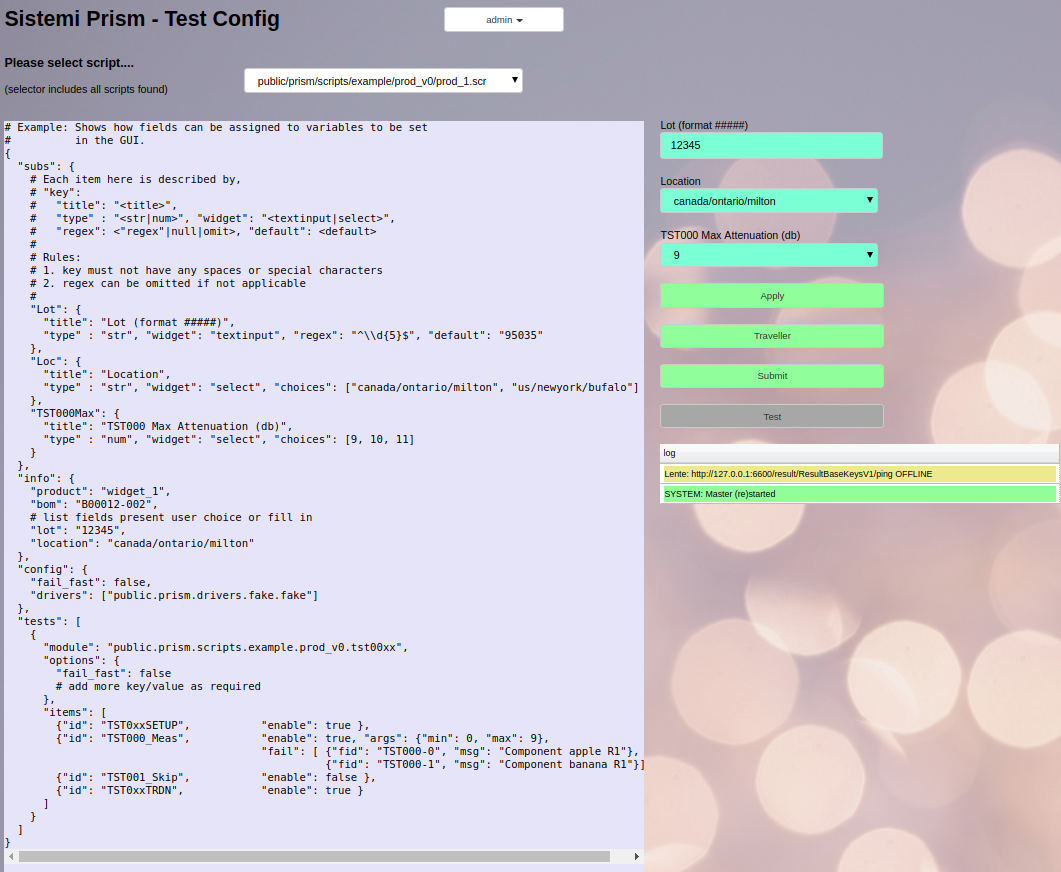 Sistemi Prism - Test Config
admin
Please select script....
(selector includes all scripts found)
public/prism/scripts/example/prod_v0/prod_1.scr
# Example: Shows how fields can be assigned to variables to be set
#          in the GUI.
{
  "subs": {
    # Each item here is described by,
    # "key":
    #   "title": "<title>",
    #   "type" : "<str|num>", "widget": "<textinput|select>",
    #   "regex": <"regex"|null|omit>, "default": <default>
    #
    # Rules:
    # 1. key must not have any spaces or special characters
    # 2. regex can be omitted if not applicable
    #
    "Lot": {
      "title": "Lot (format #####)",
      "type" : "str", "widget": "textinput", "regex": "^\\d{5}$", "default": "95035"
    },
    "Loc": {
      "title": "Location",
      "type" : "str", "widget": "select", "choices": ["canada/ontario/milton", "us/newyork/bufalo"]
    },
    "TST000Max": {
      "title": "TST000 Max Attenuation (db)",
      "type" : "num", "widget": "select", "choices": [9, 10, 11]
    }
  },
  "info": {
    "product": "widget_1",
    "bom": "B00012-002",
    # list fields present user choice or fill in
    "lot": "12345",
    "location": "canada/ontario/milton"
  },
  "config": {
    "fail_fast": false,
    "drivers": ["public.prism.drivers.fake.fake"]
  },
  "tests": [
    {
      "module": "public.prism.scripts.example.prod_v0.tst00xx",
      "options": {
        "fail_fast": false
        # add more key/value as required
      },
      "items": [
        {"id": "TST0xxSETUP",           "enable": true },
        {"id": "TST000_Meas",           "enable": true, "args": {"min": 0, "max": 9},
                                        "fail": [ {"fid": "TST000-0", "msg": "Component apple R1"},
                                                  {"fid": "TST000-1", "msg": "Component banana R1"}]
        {"id": "TST001_Skip",           "enable": false },
        {"id": "TST0xxTRDN",            "enable": true }
      ]
    }
  ]
}
Lot (format #####)
12345
Location
canada/ontario/milton
TST000 Max Attenuation (db)
9
Apply
Traveller
Submit
Test
log
Lente: http://127.0.0.1:6600/result/ResultBaseKeysV1/ping OFFLINE
SYSTEM: Master (re)started